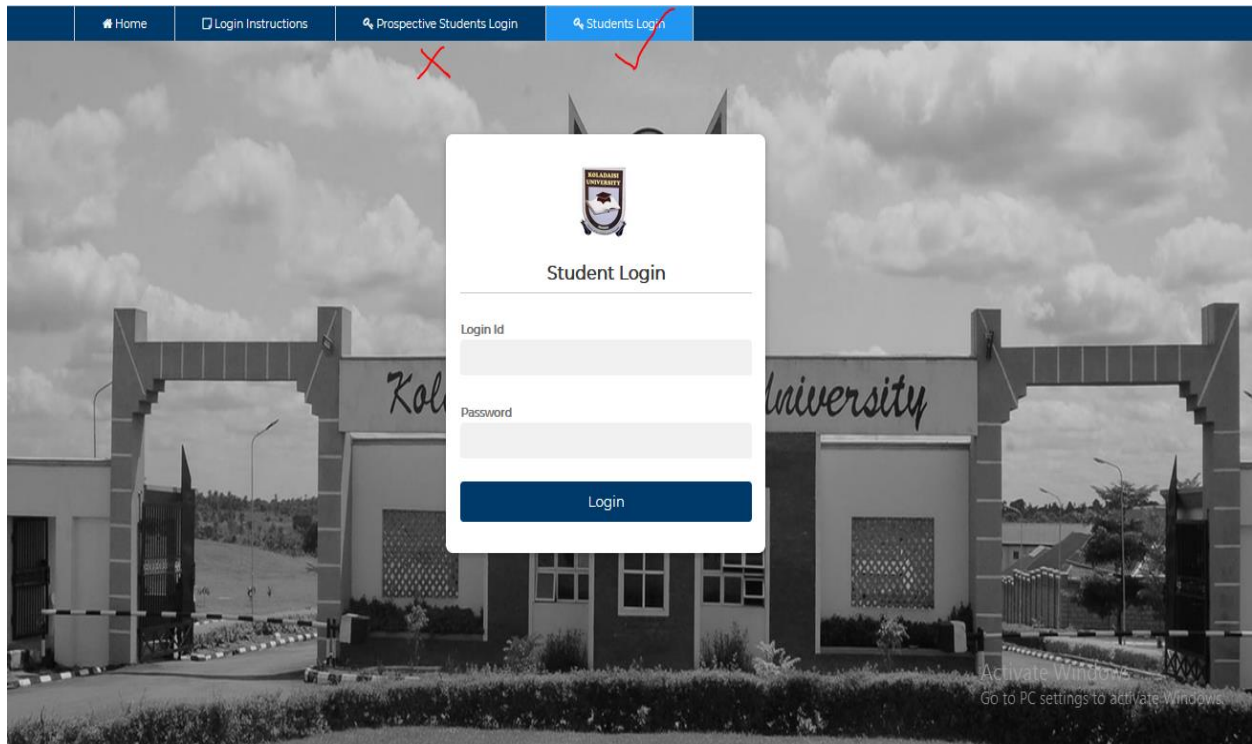 Home Login Instructions Prospective Students Login Students Login
KOLADAISI
UNIVERSITY
Student Login
Login Id
Kol University
Password
Login
Activate Windows
Go to PC settings to activate Windows.